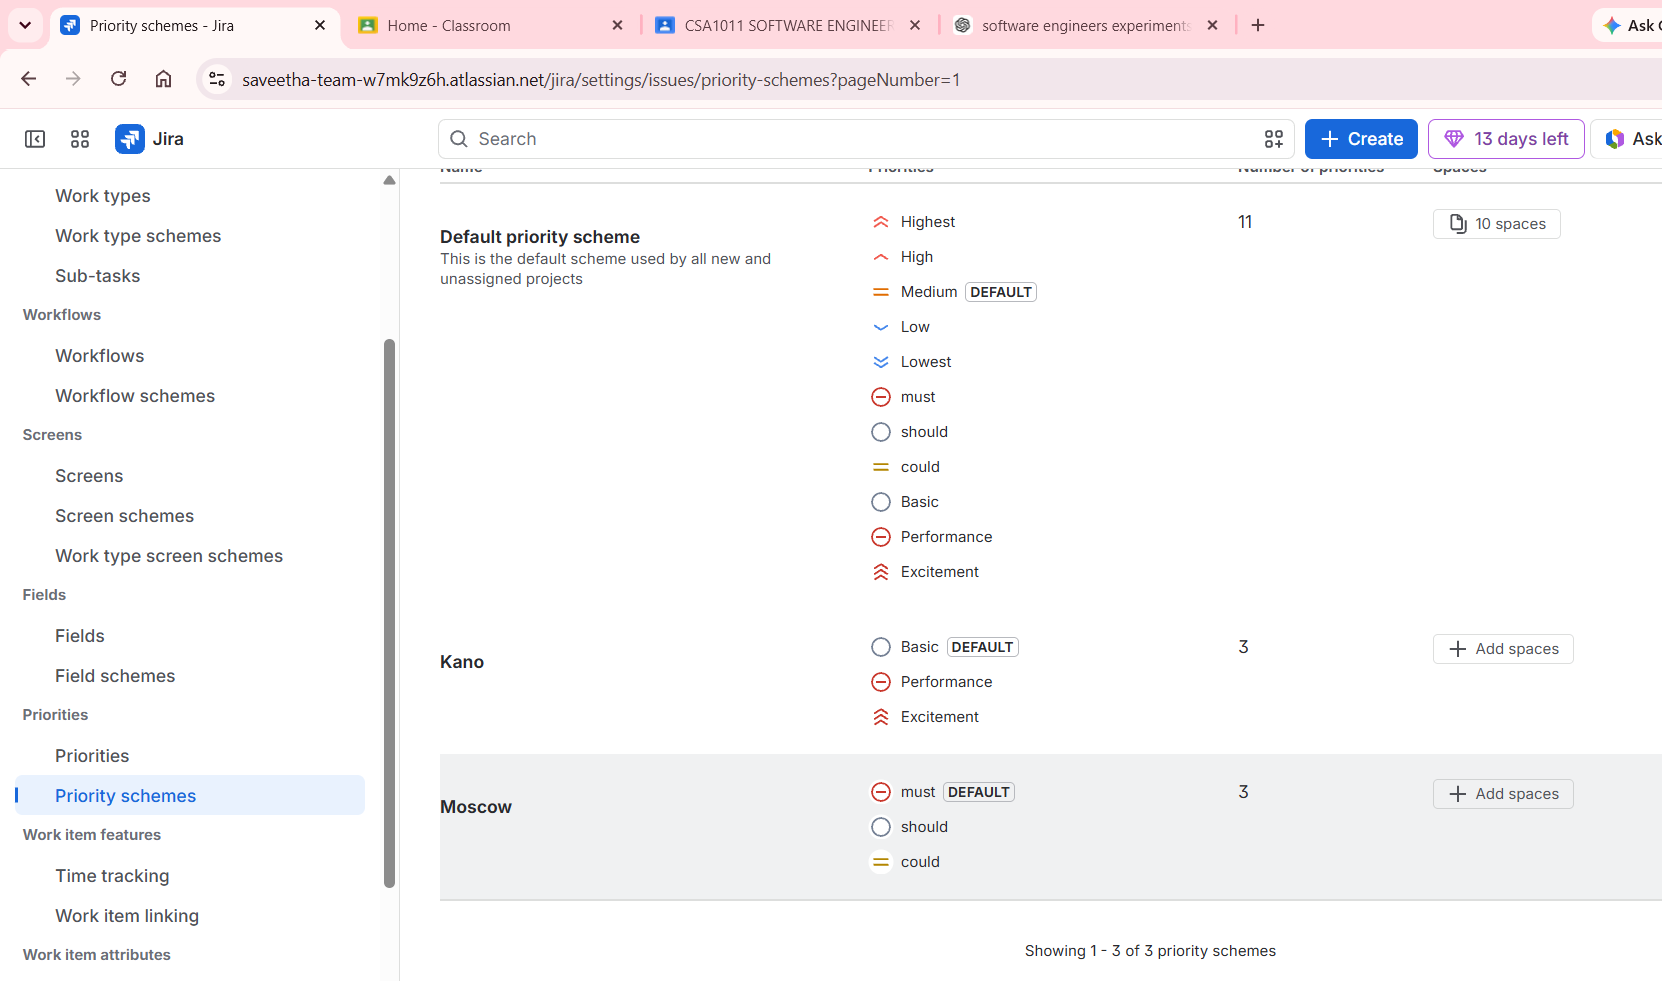 Priority schemes - Jira
Home - Classroom
CSA1011 SOFTWARE ENGINEER
software engineers experiments
Ask
saveetha-team-w7mk9z6h.atlassian.net/jira/settings/issues/priority-schemes?pageNumber=1
Jira
Search
Create
13 days left
Ask
Name Priorities Number of priorities Spaces
Work types
Work type schemes
Sub-tasks
Workflows
Workflows
Workflow schemes
Screens
Screens
Screen schemes
Work type screen schemes
Fields
Fields
Field schemes
Priorities
Priorities
Priority schemes
Work item features
Time tracking
Work item linking
Work item attributes
Default priority scheme
This is the default scheme used by all new and
unassigned projects
Highest
High
Medium DEFAULT
Low
Lowest
must
should
could
Basic
Performance
Excitement
11
10 spaces
Kano
Basic DEFAULT
Performance
Excitement
3
Add spaces
Moscow
must DEFAULT
should
could
3
Add spaces
Showing 1 - 3 of 3 priority schemes